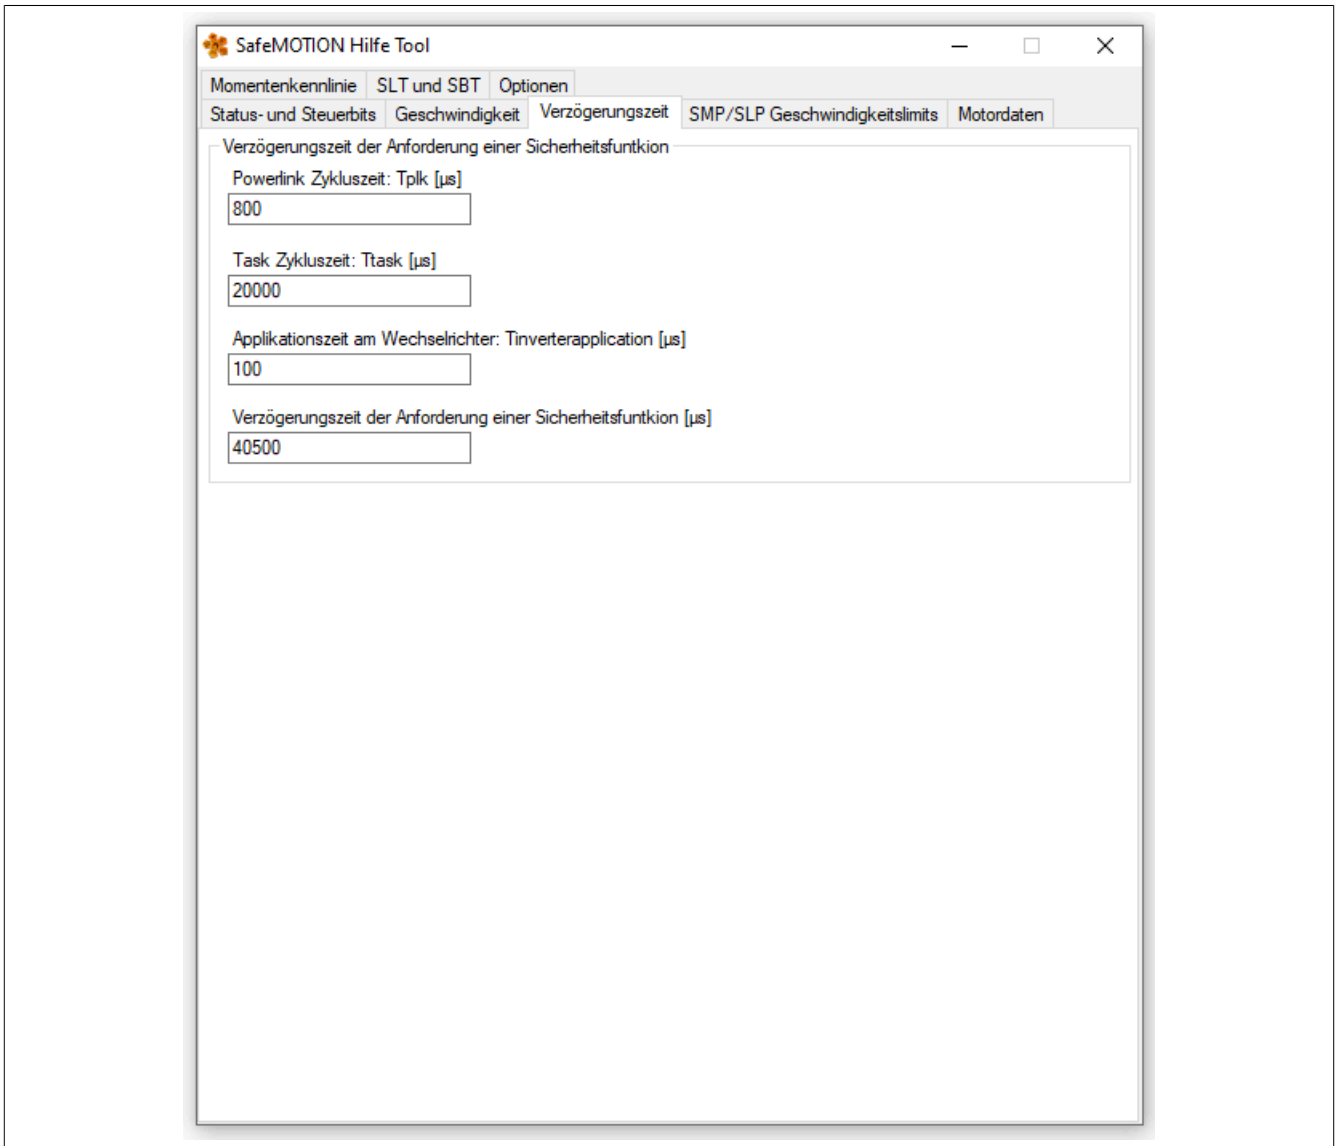 SafeMOTION Hilfe Tool
Momentenkennlinie SLT und SBT Optionen
Status- und Steuerbits Geschwindigkeit Verzögerungszeit SMP/SLP Geschwindigkeitslimits Motordaten
Verzögerungszeit der Anforderung einer Sicherheitsfuntkion
Powerlink Zykluszeit: Tplk [µs]
800
Task Zykluszeit: Ttask [µs]
20000
Applikationszeit am Wechselrichter: Tinverterapplication [µs]
100
Verzögerungszeit der Anforderung einer Sicherheitsfuntkion [µs]
40500